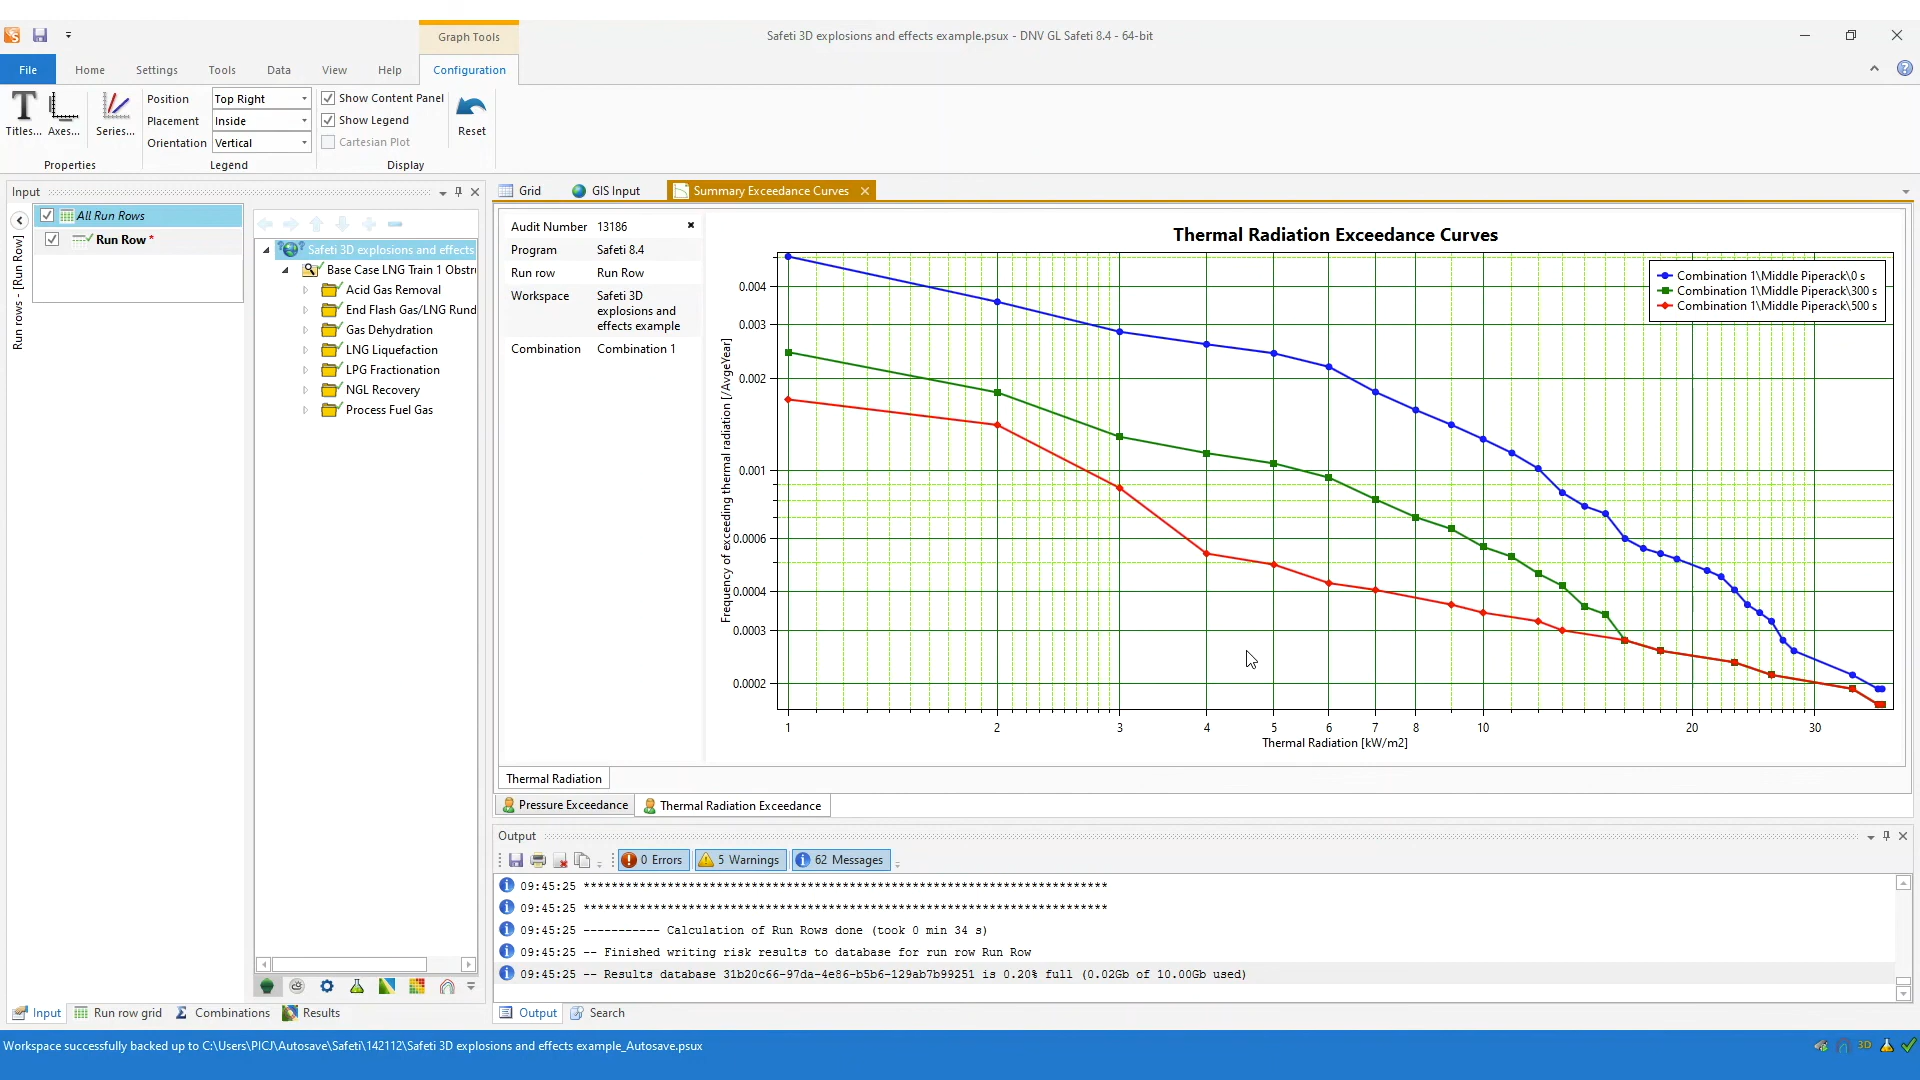 Graph Tools
Safeti 3D explosions and effects example.psux - DNV GL Safeti 8.4 - 64-bit
File Home Settings Tools Data View Help Configuration
Titles... Axes... Series...
Position Top Right
Placement Inside
Orientation Vertical
Show Content Panel
Show Legend
Cartesian Plot
Reset
Properties Legend Display
Input
Run rows - [Run Row]
All Run Rows
Run Row *
Safeti 3D explosions and effects
Base Case LNG Train 1 Obstru
Acid Gas Removal
End Flash Gas/LNG Rund
Gas Dehydration
LNG Liquefaction
LPG Fractionation
NGL Recovery
Process Fuel Gas
Grid GIS Input Summary Exceedance Curves
Audit Number 13186
Program Safeti 8.4
Run row Run Row
Workspace Safeti 3D
explosions and
effects example
Combination Combination 1
Thermal Radiation Exceedance Curves
Combination 1\Middle Piperack\0 s
Combination 1\Middle Piperack\300 s
Combination 1\Middle Piperack\500 s
Frequency of exceeding thermal radiation [/AvgeYear]
0.004
0.003
0.002
0.001
0.0006
0.0004
0.0003
0.0002
1 2 3 4 5 6 7 8 10 20 30
Thermal Radiation [kW/m2]
Thermal Radiation
Pressure Exceedance Thermal Radiation Exceedance
Output
0 Errors 5 Warnings 62 Messages
09:45:25 ***************************************************************************
09:45:25 ***************************************************************************
09:45:25 ----------- Calculation of Run Rows done (took 0 min 34 s)
09:45:25 -- Finished writing risk results to database for run row Run Row
09:45:25 -- Results database 31b20c66-97da-4e86-b5b6-129ab7b99251 is 0.20% full (0.02Gb of 10.00Gb used)
Input Run row grid Combinations Results
Output Search
Workspace successfully backed up to C:\Users\PICJ\Autosave\Safeti\142112\Safeti 3D explosions and effects example_Autosave.psux
3D